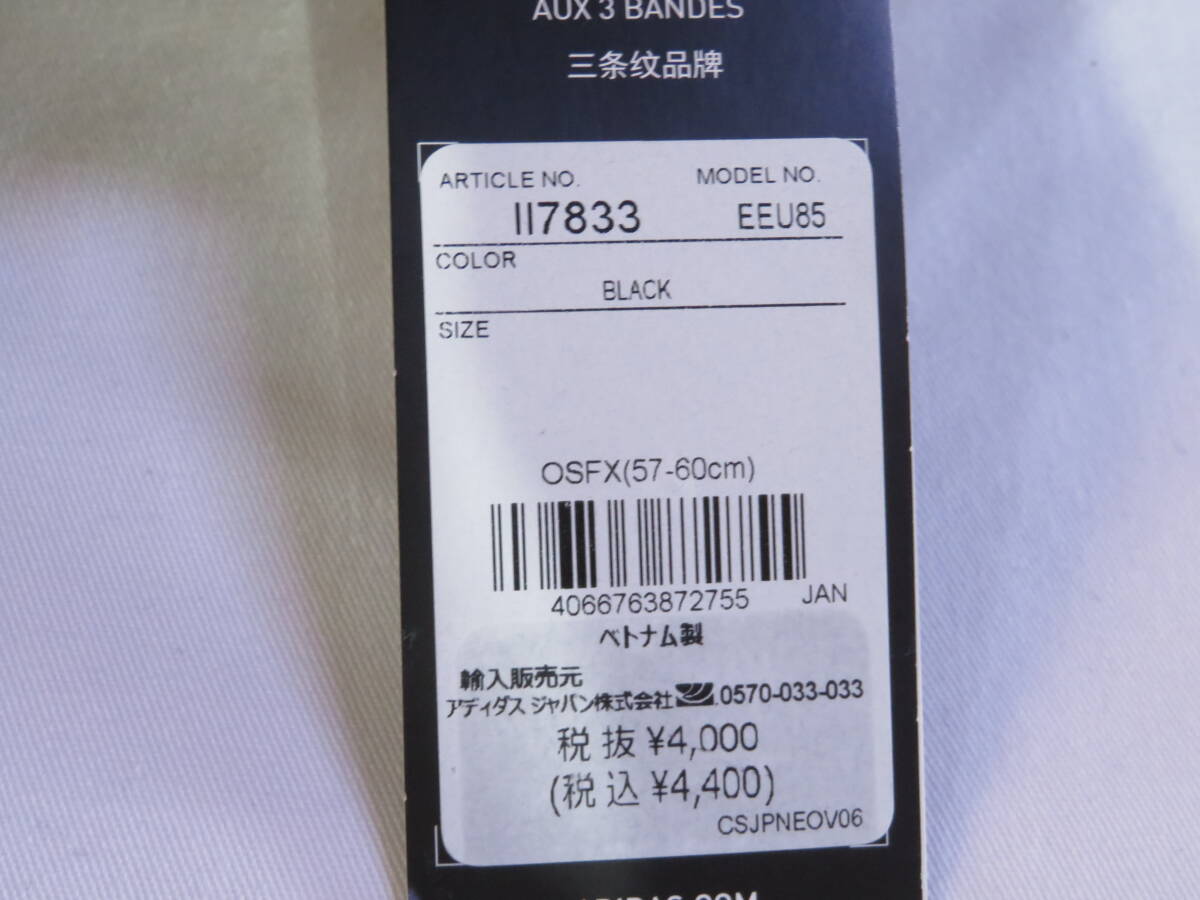 AUX 3 BANDES
三条纹品牌
ARTICLE NO. MODEL NO.
II7833 EEU85
COLOR
BLACK
SIZE
OSFX(57-60cm)
4066763872755 JAN
ベトナム製
輸入販売元
アディダス ジャパン株式会社 0570-033-033
税抜 ¥4,000
(税込 ¥4,400)
CSJPNEOV06